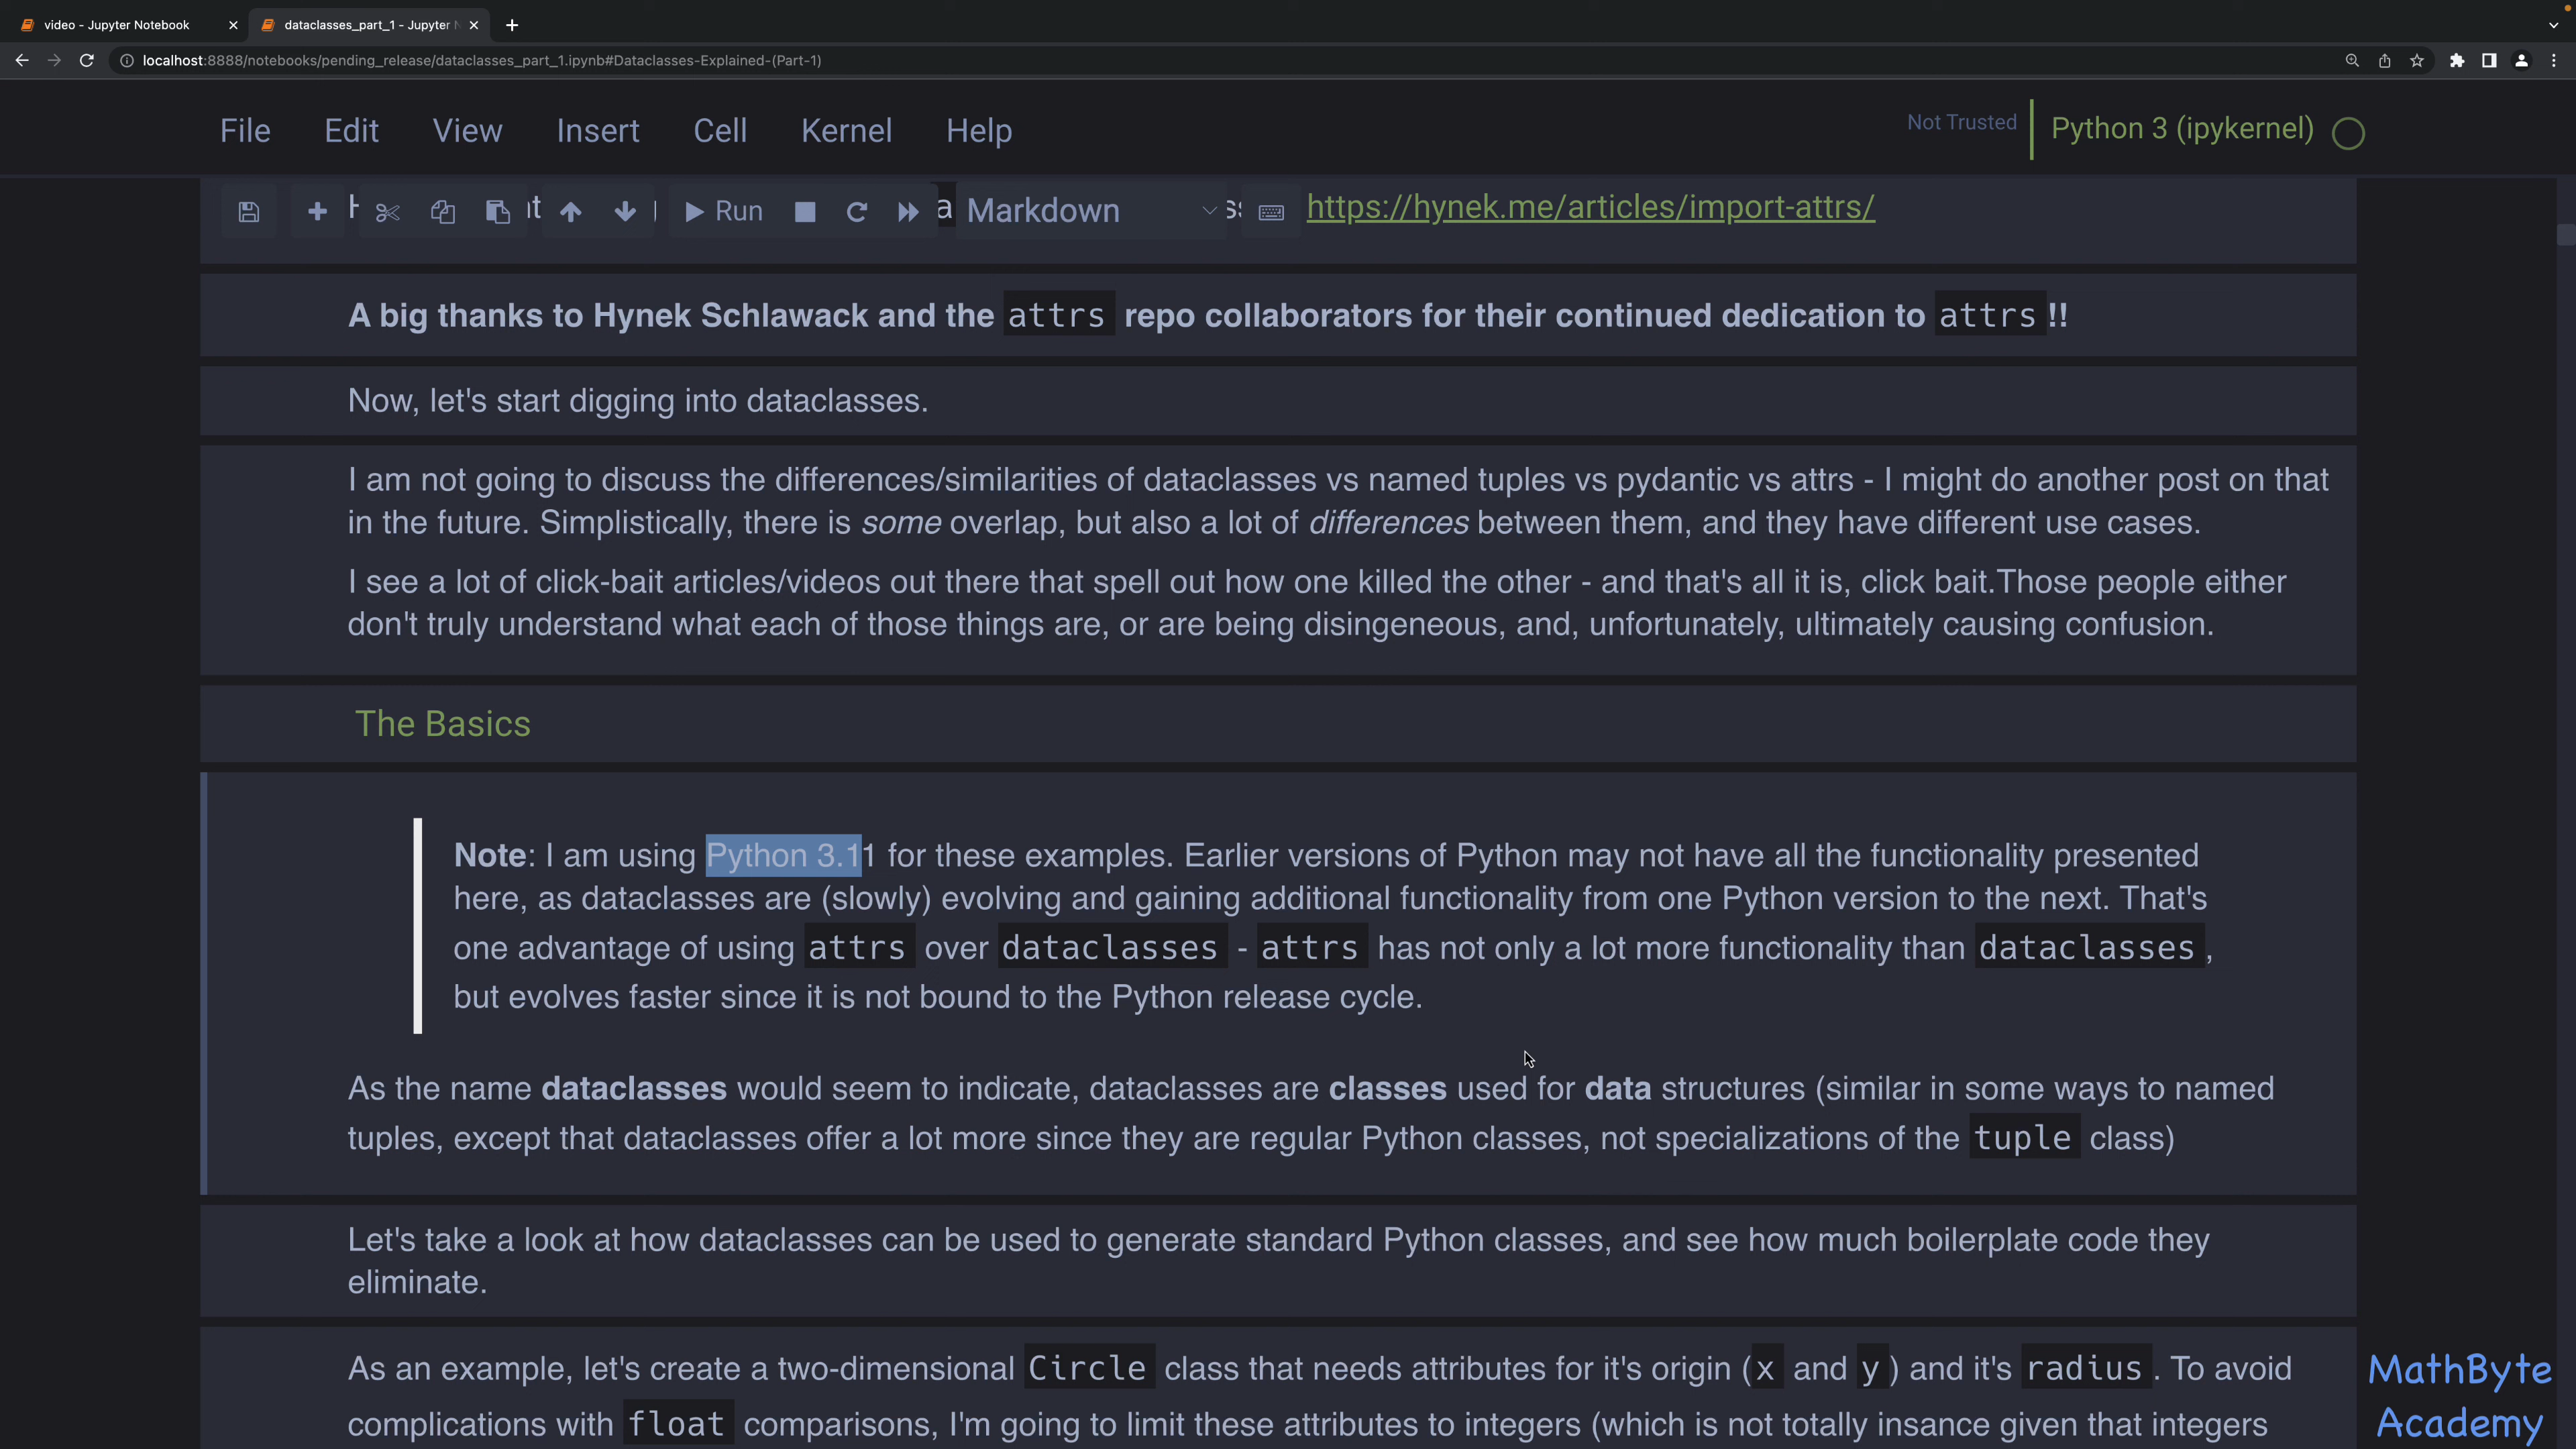 video - Jupyter Notebook
dataclasses_part_1 - Jupyter N
localhost:8888/notebooks/pending_release/dataclasses_part_1.ipynb#Dataclasses-Explained-(Part-1)
File Edit View Insert Cell Kernel Help
Not Trusted Python 3 (ipykernel)
Run Markdown https://hynek.me/articles/import-attrs/
A big thanks to Hynek Schlawack and the attrs repo collaborators for their continued dedication to attrs !!
Now, let's start digging into dataclasses.
I am not going to discuss the differences/similarities of dataclasses vs named tuples vs pydantic vs attrs - I might do another post on that
in the future. Simplistically, there is some overlap, but also a lot of differences between them, and they have different use cases.
I see a lot of click-bait articles/videos out there that spell out how one killed the other - and that's all it is, click bait.Those people either
don't truly understand what each of those things are, or are being disingeneous, and, unfortunately, ultimately causing confusion.
The Basics
Note: I am using Python 3.11 for these examples. Earlier versions of Python may not have all the functionality presented
here, as dataclasses are (slowly) evolving and gaining additional functionality from one Python version to the next. That's
one advantage of using attrs over dataclasses - attrs has not only a lot more functionality than dataclasses ,
but evolves faster since it is not bound to the Python release cycle.
As the name dataclasses would seem to indicate, dataclasses are classes used for data structures (similar in some ways to named
tuples, except that dataclasses offer a lot more since they are regular Python classes, not specializations of the tuple class)
Let's take a look at how dataclasses can be used to generate standard Python classes, and see how much boilerplate code they
eliminate.
As an example, let's create a two-dimensional Circle class that needs attributes for it's origin (x and y ) and it's radius . To avoid
complications with float comparisons, I'm going to limit these attributes to integers (which is not totally insance given that integers
MathByte
Academy